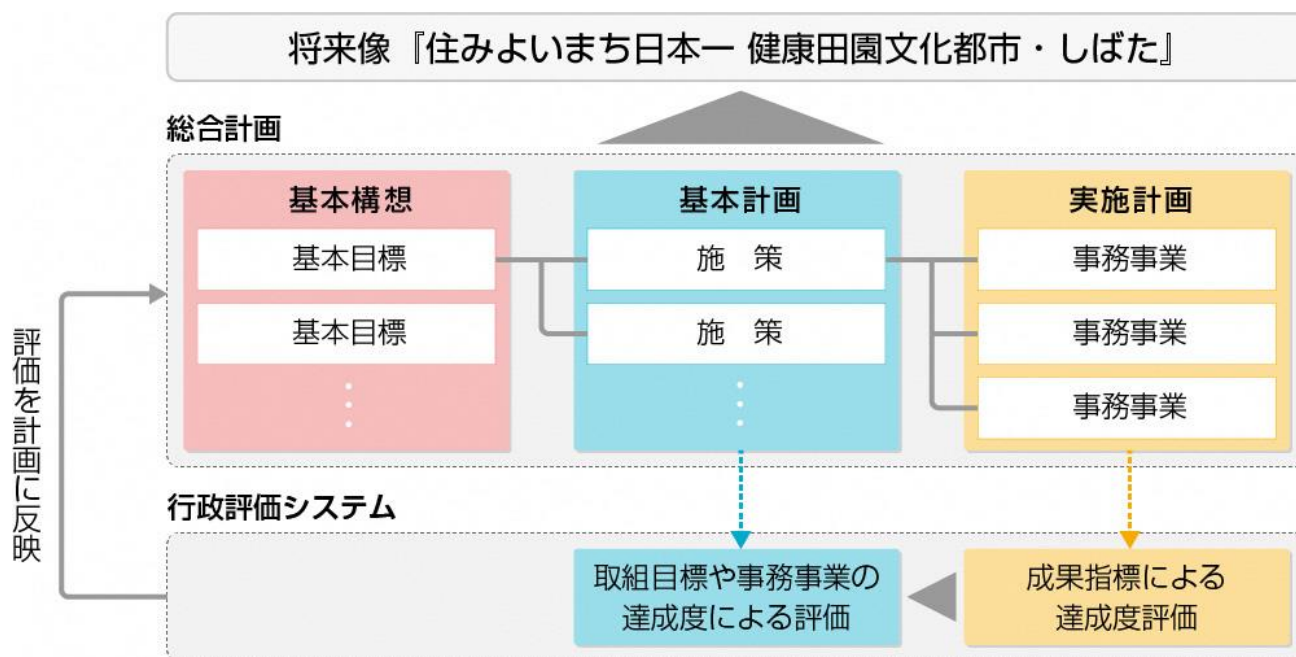 将来像『住みよいまち日本一 健康田園文化都市・しばた』
総合計画
基本構想
基本目標
基本目標
基本計画
施　策
施　策
実施計画
事務事業
事務事業
事務事業
評価を計画に反映
行政評価システム
取組目標や事務事業の
達成度による評価
成果指標による
達成度評価